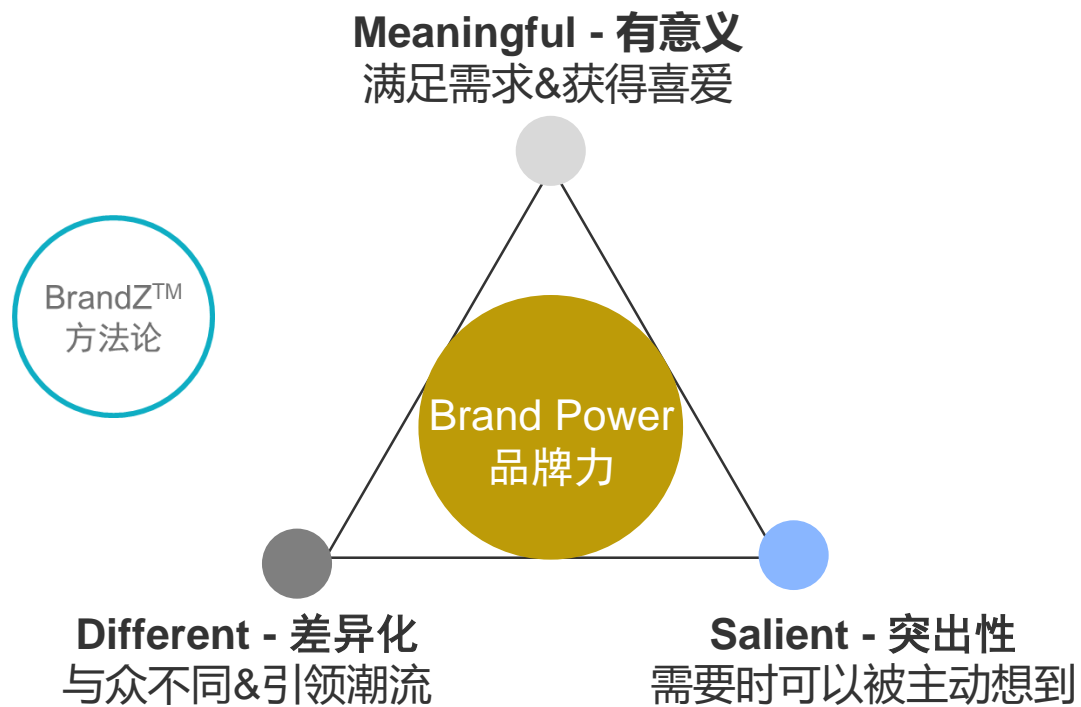 Meaningful - 有意义
满足需求&获得喜爱
BrandZTM
方法论
Brand Power
品牌力
Different - 差异化
与众不同&引领潮流
Salient - 突出性
需要时可以被主动想到